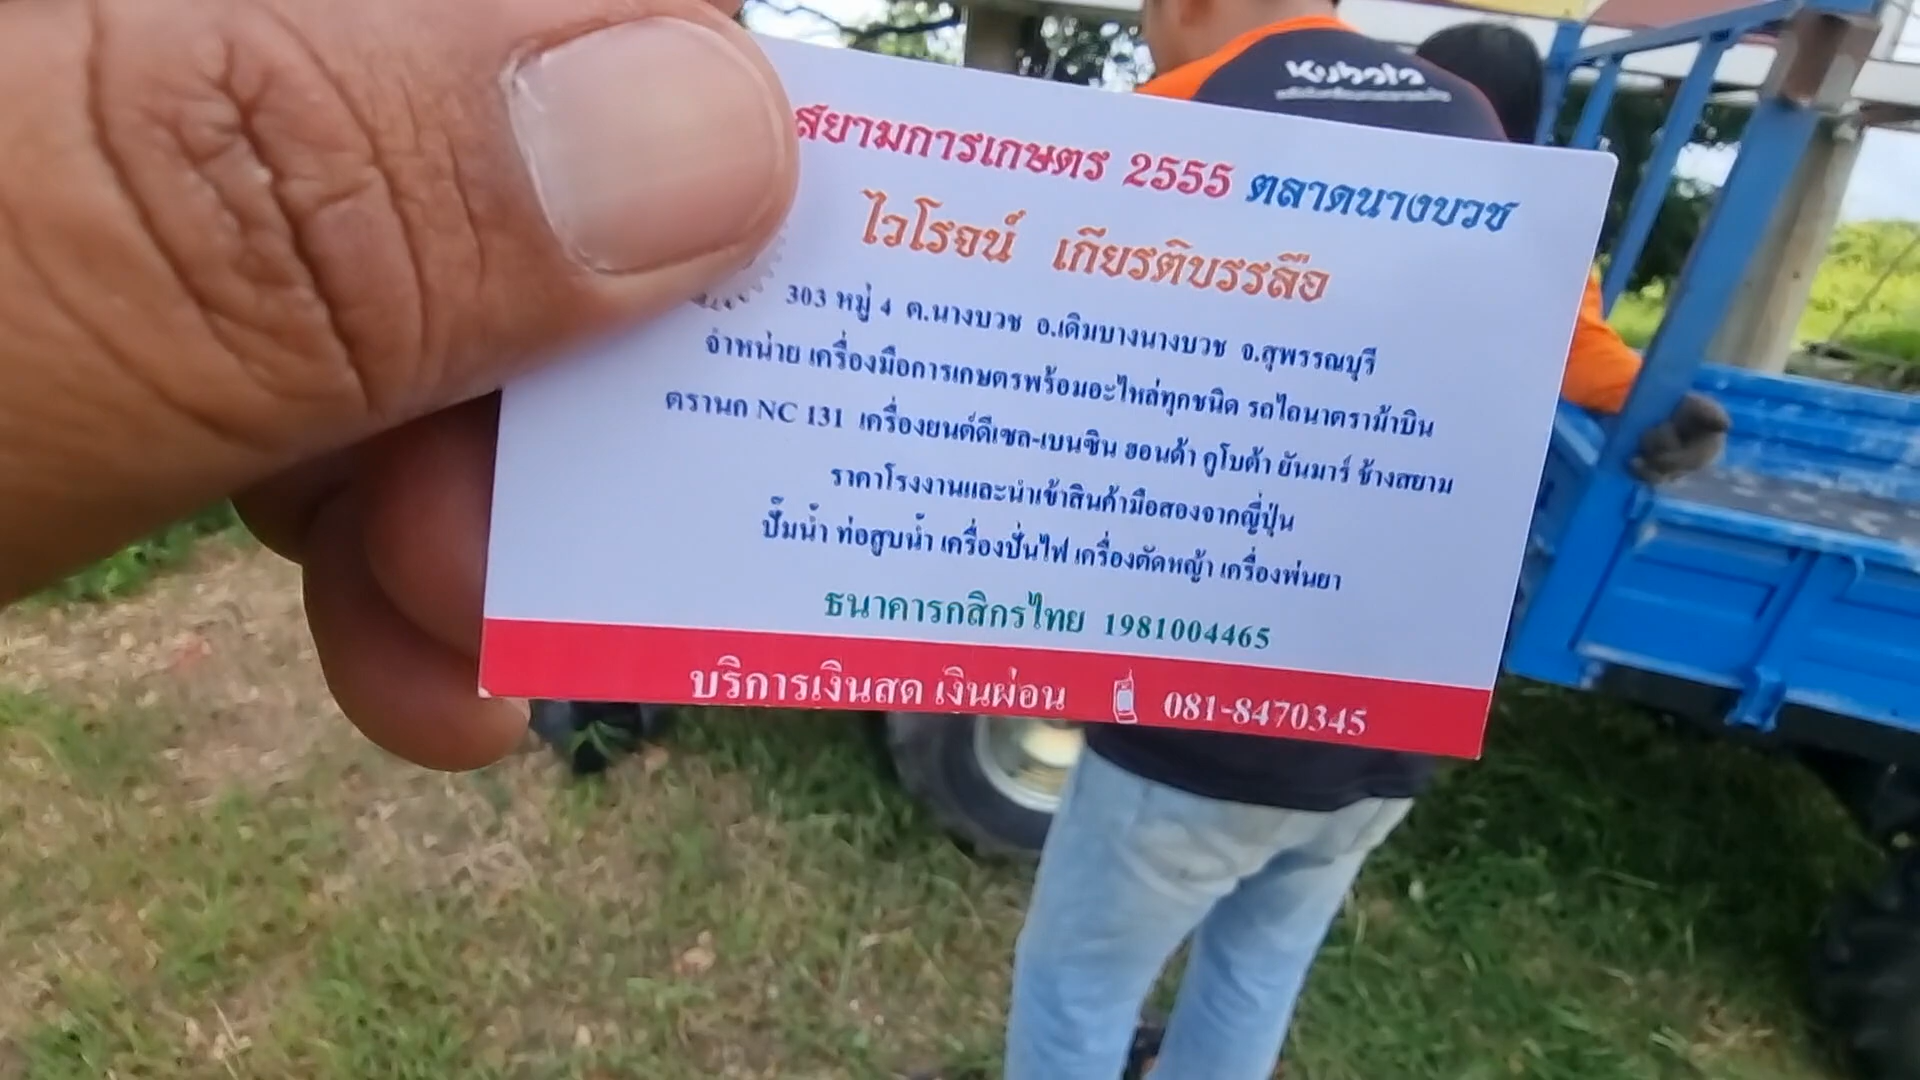 Kubota
สยามการเกษตร 2555 ตลาดนางบวช
ไวโรจน์ เกียรติบรรลือ
303 หมู่ 4 ต.นางบวช อ.เดิมบางนางบวช จ.สุพรรณบุรี
จำหน่าย เครื่องมือการเกษตรพร้อมอะไหล่ทุกชนิด รถไถนาตราม้าบิน
ตรานก NC 131 เครื่องยนต์ดีเซล-เบนซิน ฮอนด้า คูโบต้า ยันมาร์ ช้างสยาม
ราคาโรงงานและนำเข้าสินค้ามือสองจากญี่ปุ่น
ปั๊มน้ำ ท่อสูบน้ำ เครื่องปั่นไฟ เครื่องตัดหญ้า เครื่องพ่นยา
ธนาคารกสิกรไทย 1981004465
บริการเงินสด เงินผ่อน 081-8470345